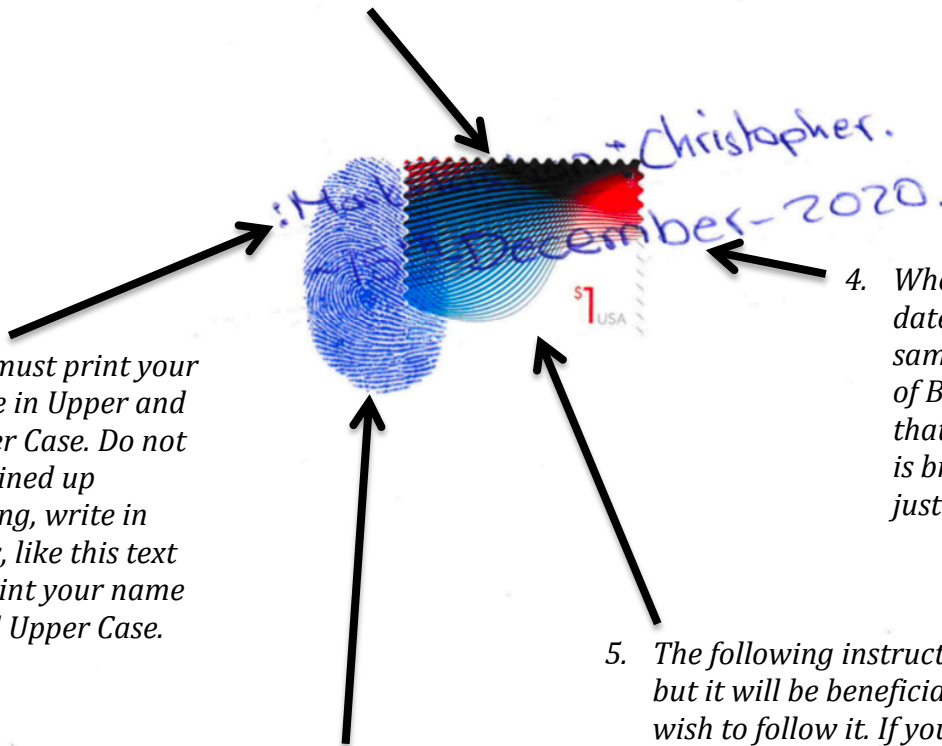 Christopher.
December-2020.
$1
USA
4. Whe
date
sam
of B
that
is br
just
must print your
e in Upper and
er Case. Do not
ined up
ng, write in
, like this text
int your name
l Upper Case.
5. The following instruct
but it will be beneficia
wish to follow it. If you